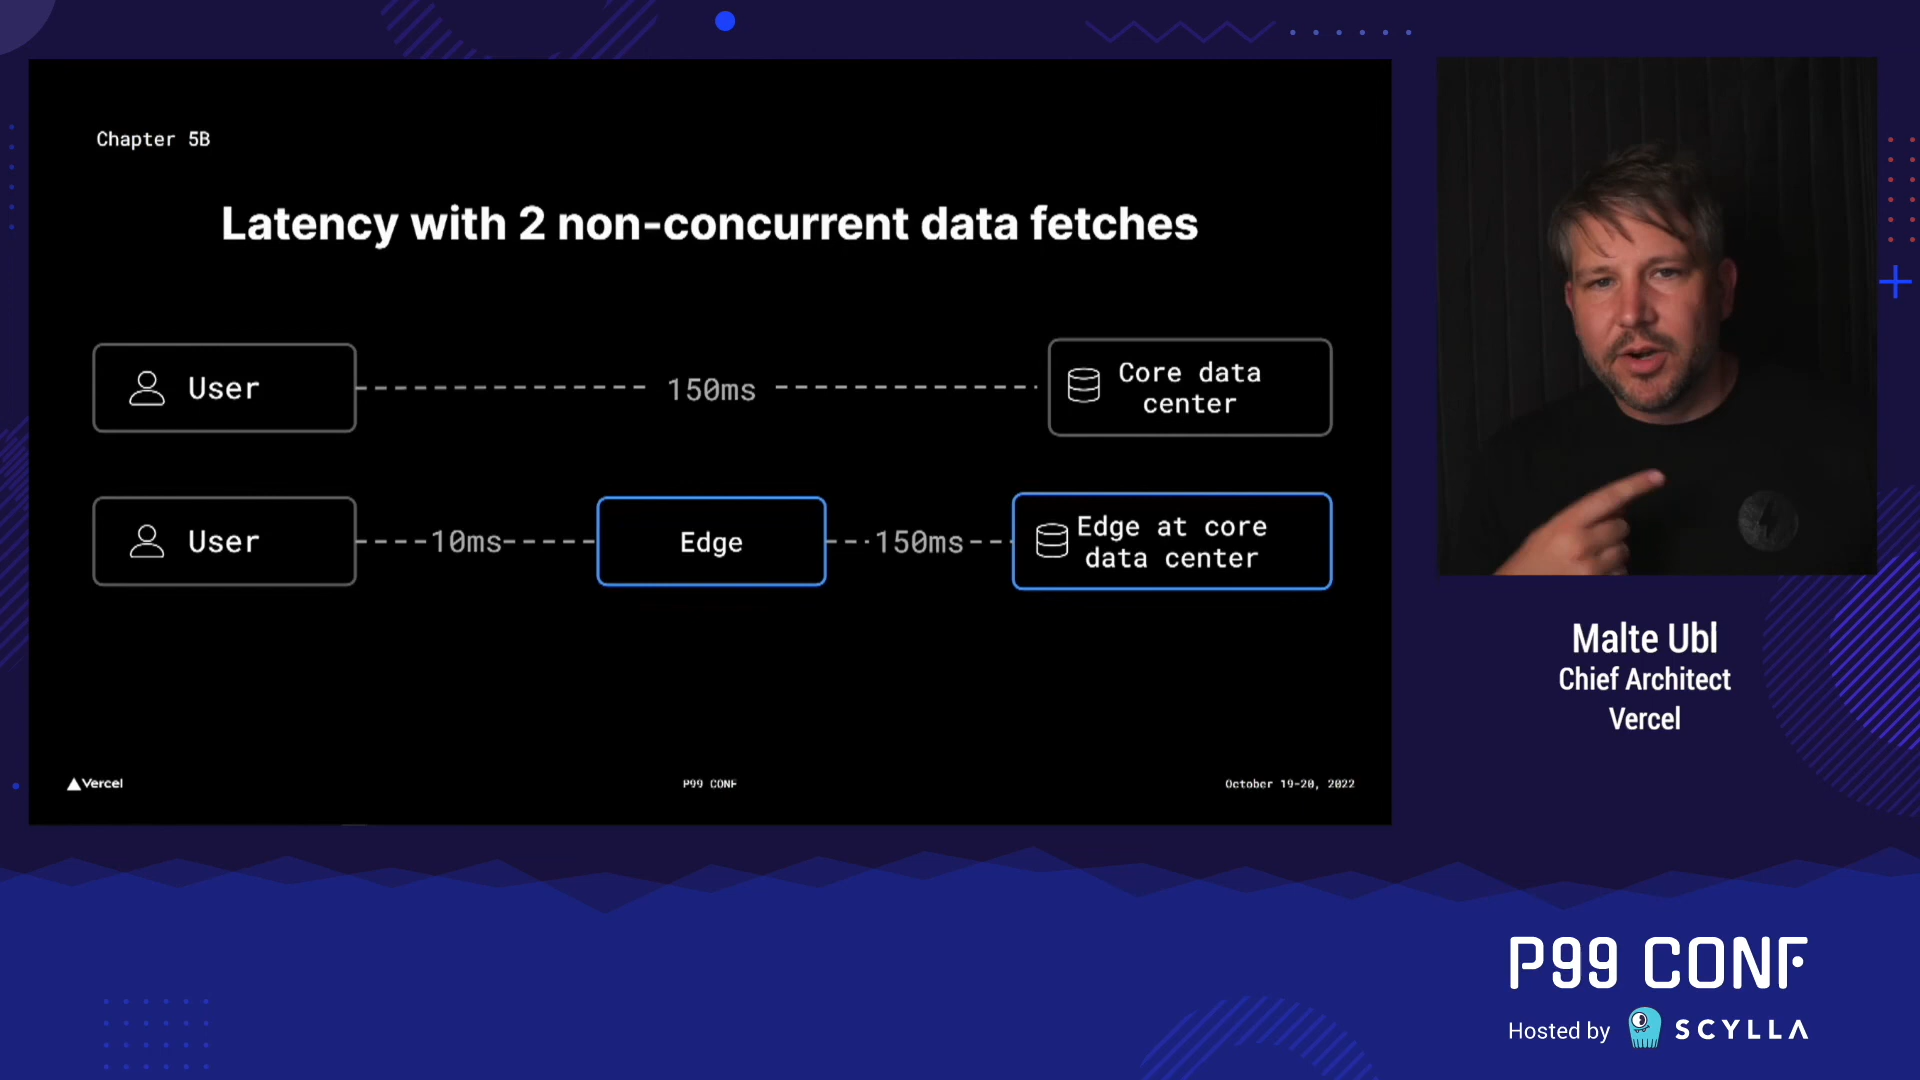 Chapter 5B
Latency with 2 non-concurrent data fetches
User
150ms
Core data
center
User
10ms
Edge
150ms
Edge at core
data center
Vercel
P99 CONF
October 19-20, 2022
Malte Ubl
Chief Architect
Vercel
P99 CONF
Hosted by SCYLLA